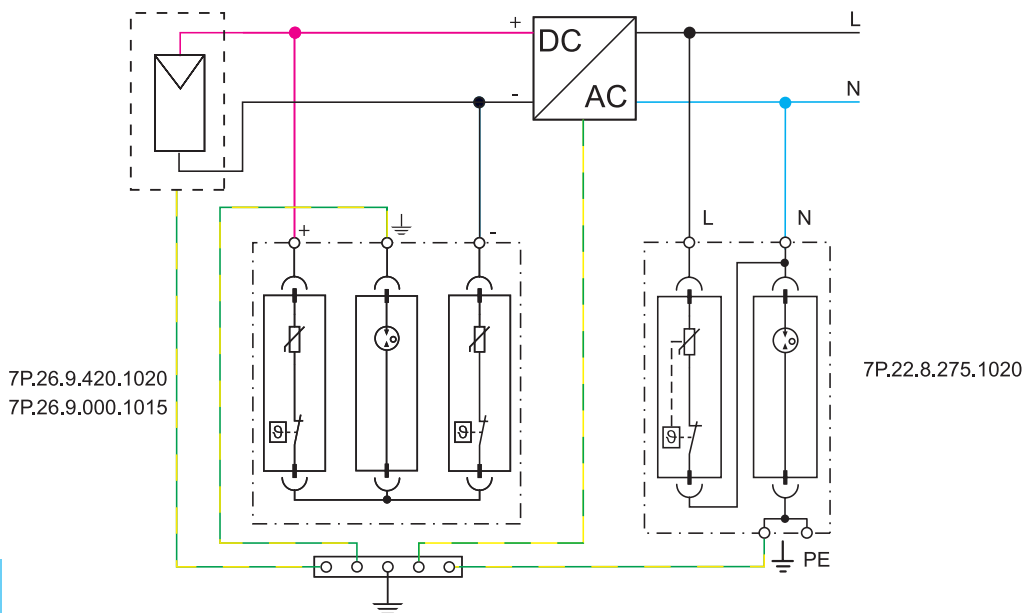 + L
DC
- AC N
+ - L N
7P.26.9.420.1020
7P.26.9.000.1015
7P.22.8.275.1020
ϑ ϑ ϑ
PE